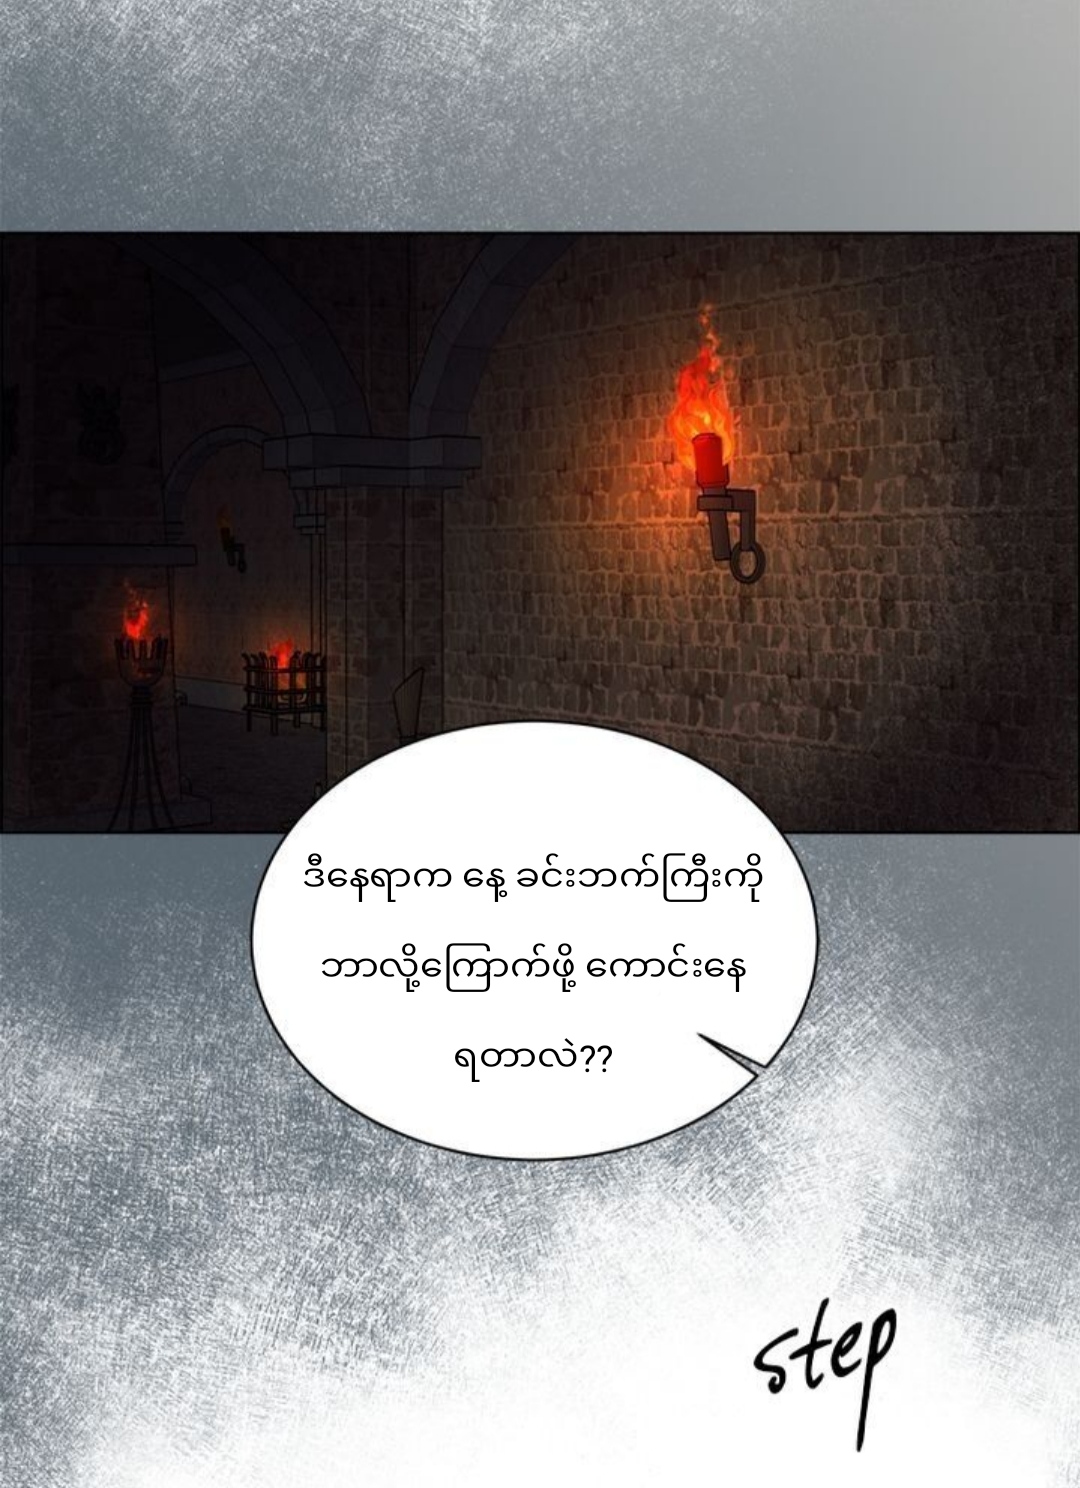 ဒီနေရာက နေ့ ခင်းဘက်ကြီးကို
ဘာလို့ကြောက်ဖို့ ကောင်းနေ
ရတာလဲ??
step